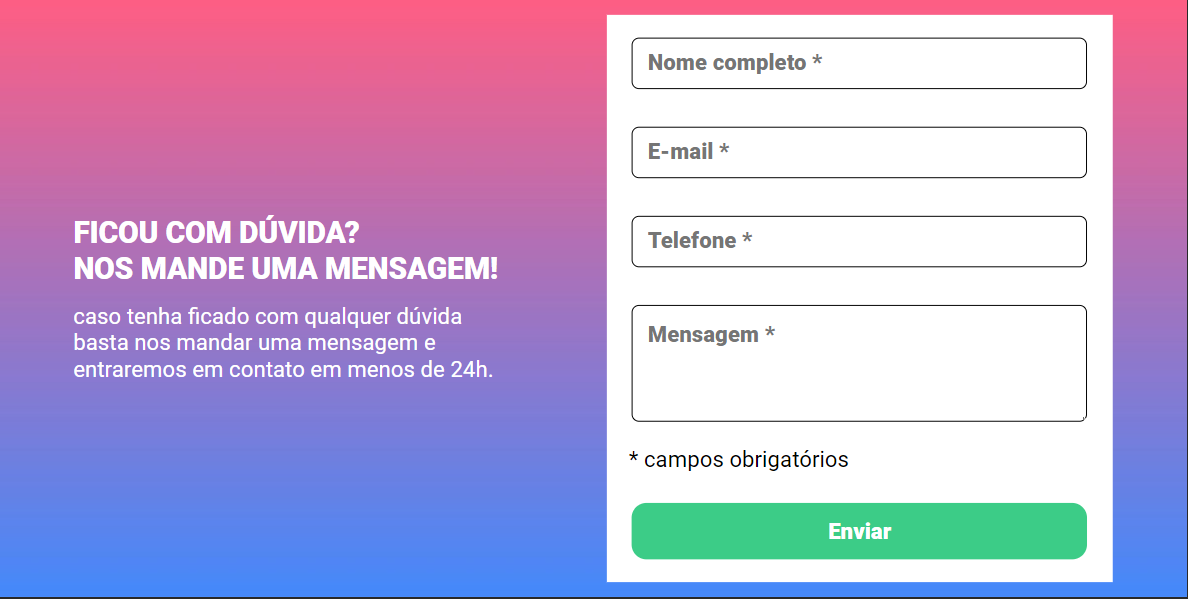 FICOU COM DÚVIDA?
NOS MANDE UMA MENSAGEM!
caso tenha ficado com qualquer dúvida
basta nos mandar uma mensagem e
entraremos em contato em menos de 24h.
Nome completo *
E-mail *
Telefone *
Mensagem *
* campos obrigatórios
Enviar